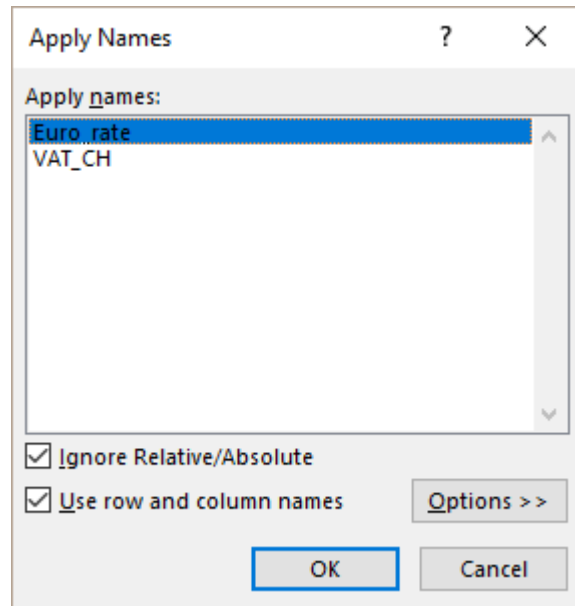 Apply Names
Apply names:
Euro_rate
VAT_CH
Ignore Relative/Absolute
Use row and column names
Options >>
OK
Cancel